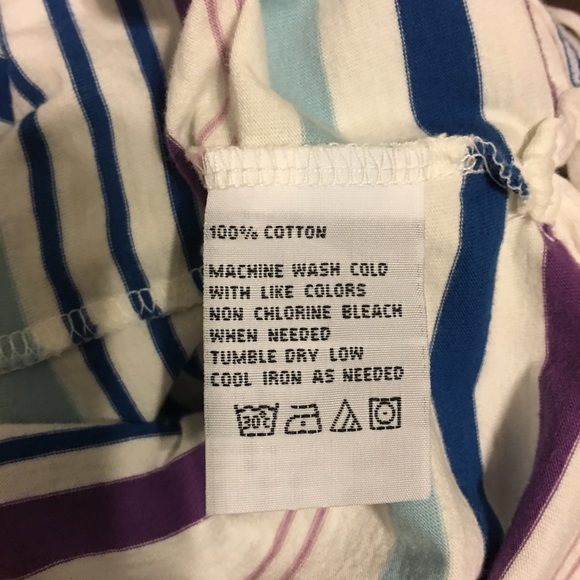 100% COTTON
MACHINE WASH COLD
WITH LIKE COLORS
NON CHLORINE BLEACH
WHEN NEEDED
TUMBLE DRY LOW
COOL IRON AS NEEDED
30°C